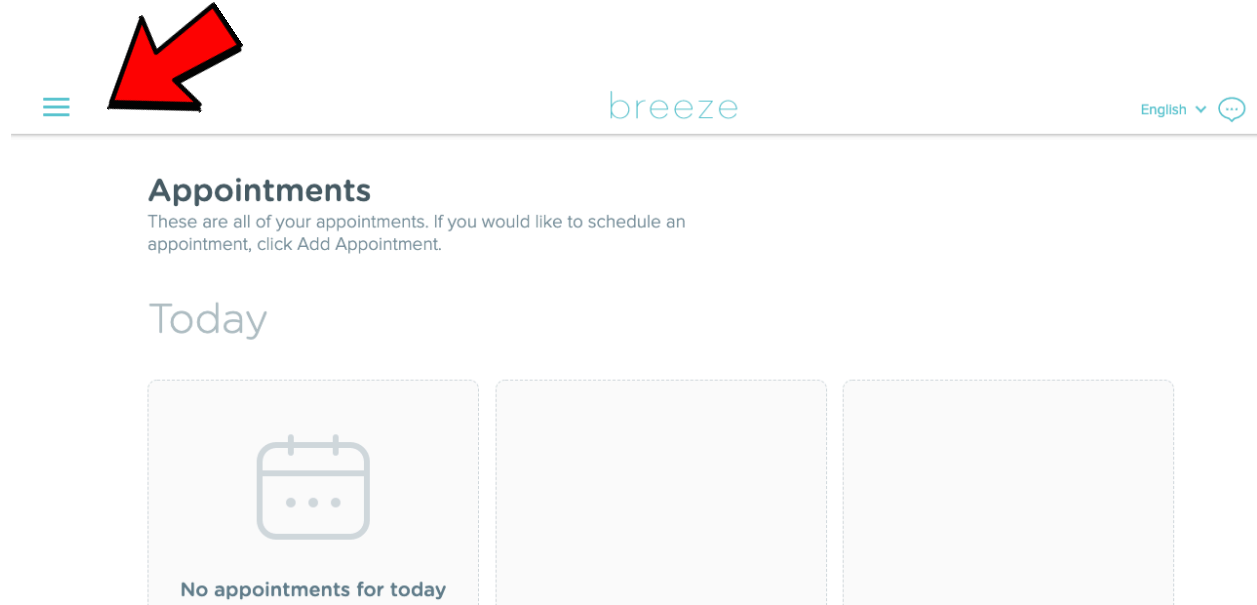 breeze
English
Appointments
These are all of your appointments. If you would like to schedule an
appointment, click Add Appointment.
Today
No appointments for today